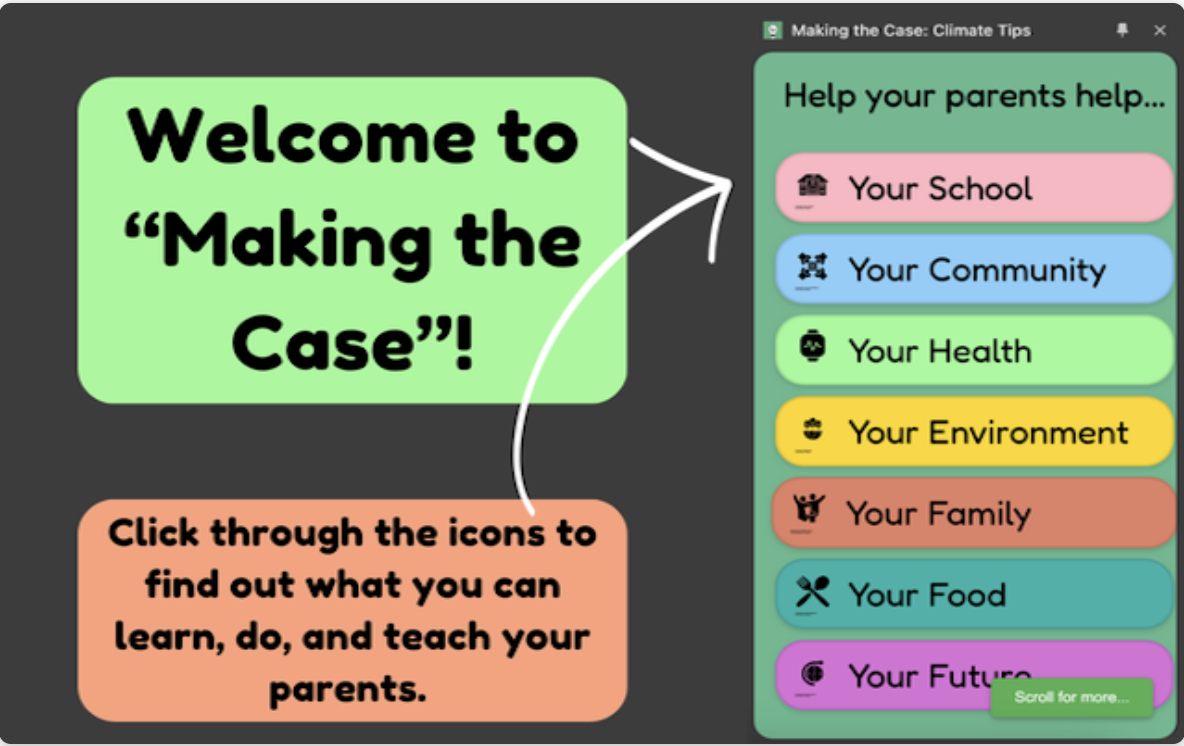 Welcome to
“Making the
Case”!
Click through the icons to
find out what you can
learn, do, and teach your
parents.
Making the Case: Climate Tips
Help your parents help...
Your School
Your Community
Your Health
Your Environment
Your Family
Your Food
Your Future
Scroll for more...